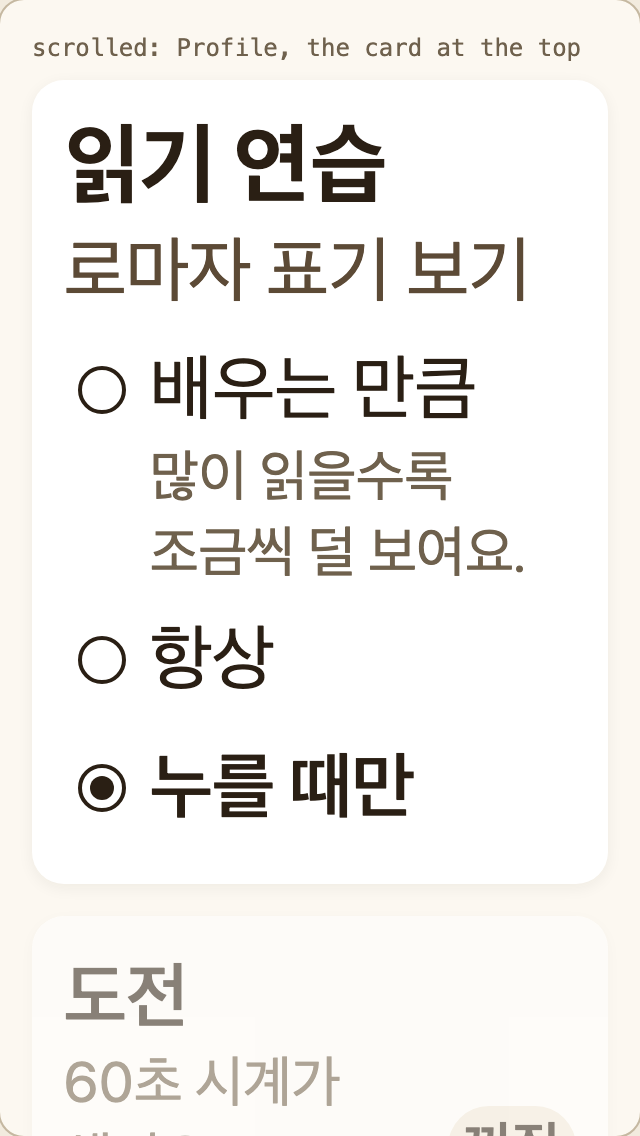 scrolled: Profile, the card at the top
읽기 연습
로마자 표기 보기
배우는 만큼
많이 읽을수록
조금씩 덜 보여요.
항상
누를 때만
도전
60초 시계가